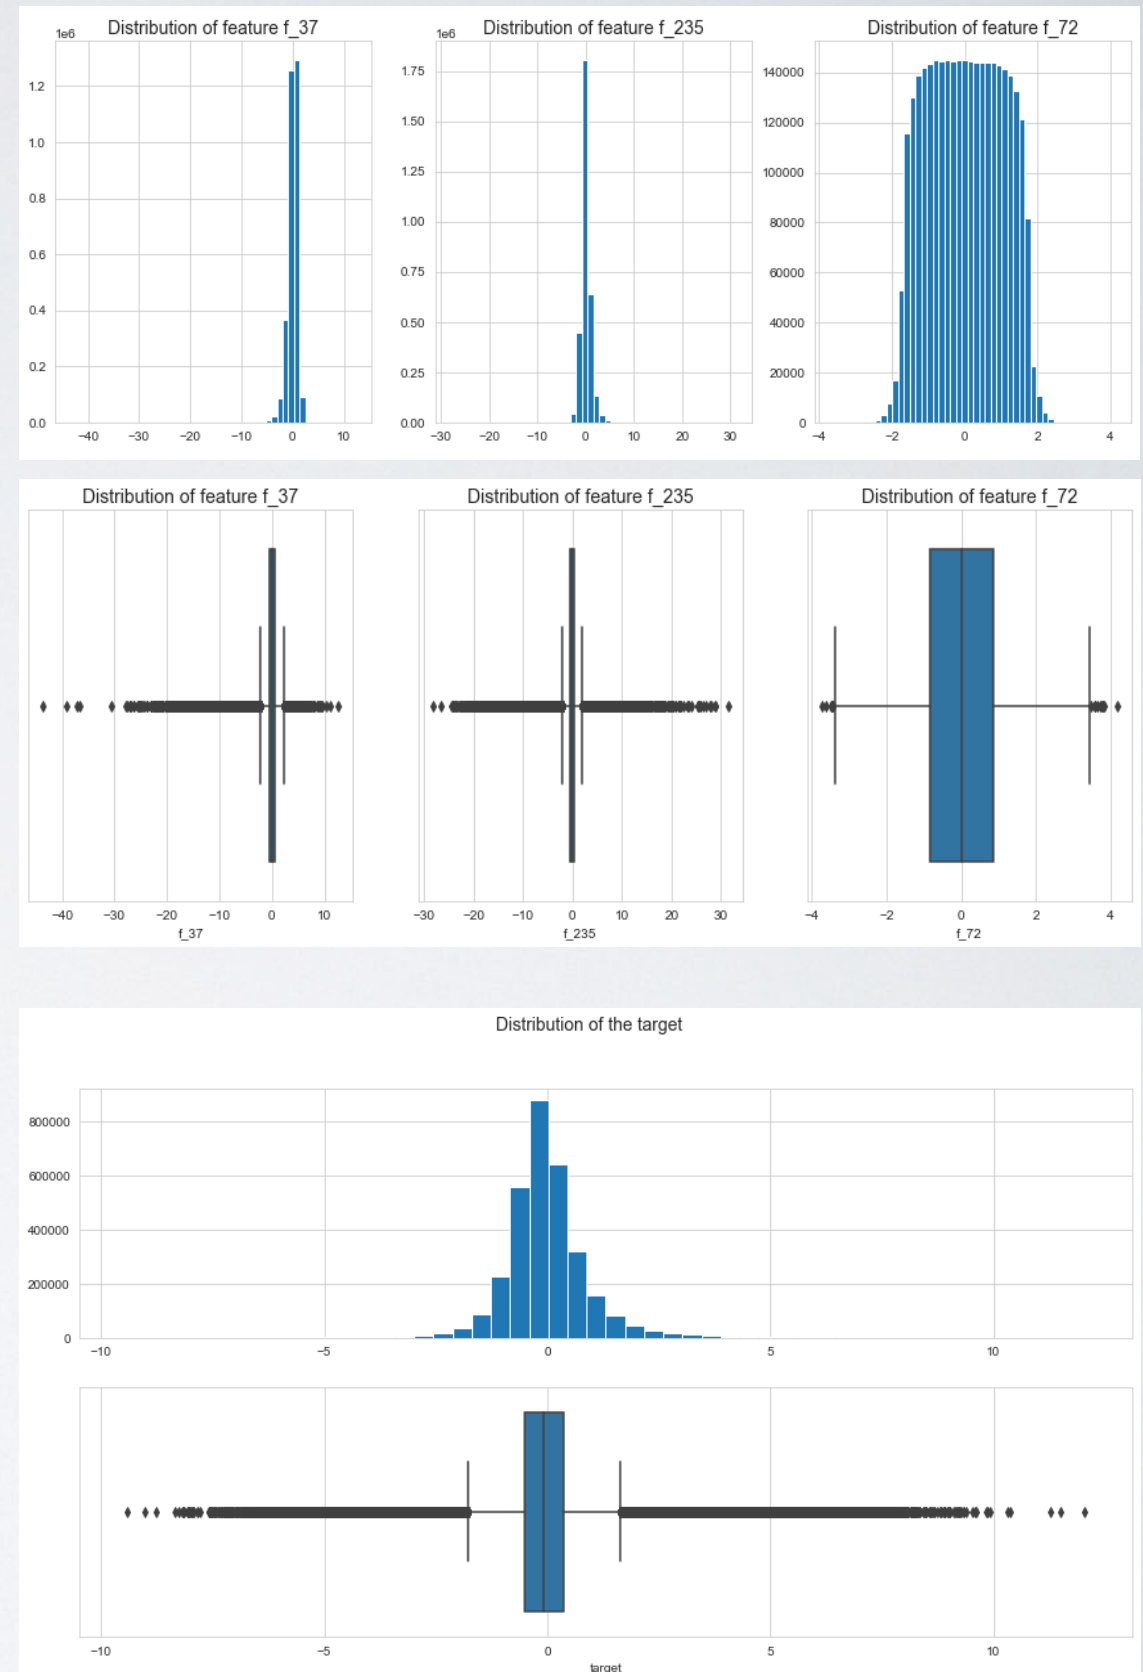 Distribution of feature f_37 Distribution of feature f_235 Distribution of feature f_72
1e6 1e6
1.2
1.0
0.8
0.6
0.4
0.2
0.0
−40 −30 −20 −10 0 10
1.75
1.50
1.25
1.00
0.75
0.50
0.25
0.00
−30 −20 −10 0 10 20 30
140000
120000
100000
80000
60000
40000
20000
0
−4 −2 0 2 4
Distribution of feature f_37 Distribution of feature f_235 Distribution of feature f_72
−40 −30 −20 −10 0 10
f_37
−30 −20 −10 0 10 20 30
f_235
−4 −2 0 2 4
f_72
Distribution of the target
800000
600000
400000
200000
0
−10 −5 0 5 10
−10 −5 0 5 10
target